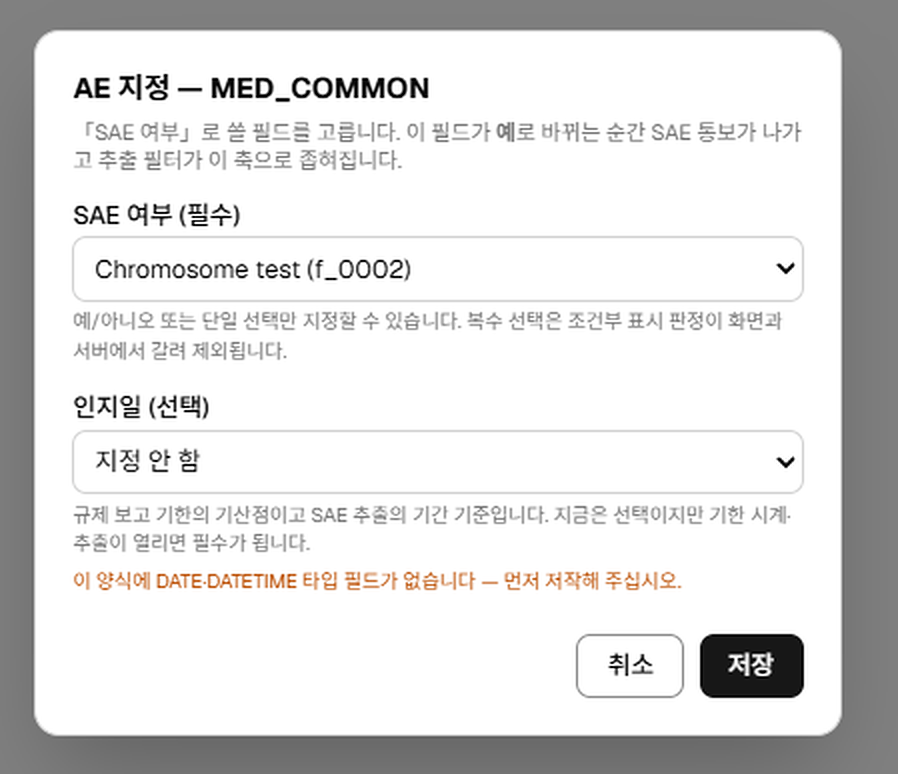 AE 지정 — MED_COMMON
「SAE 여부」로 쓸 필드를 고릅니다. 이 필드가 예로 바뀌는 순간 SAE 통보가 나가
고 추출 필터가 이 축으로 좁혀집니다.
SAE 여부 (필수)
Chromosome test (f_0002)
예/아니오 또는 단일 선택만 지정할 수 있습니다. 복수 선택은 조건부 표시 판정이 화면과
서버에서 갈려 제외됩니다.
인지일 (선택)
지정 안 함
규제 보고 기한의 기산점이고 SAE 추출의 기간 기준입니다. 지금은 선택이지만 기한 시계·
추출이 열리면 필수가 됩니다.
이 양식에 DATE·DATETIME 타입 필드가 없습니다 — 먼저 저작해 주십시오.
취소
저장